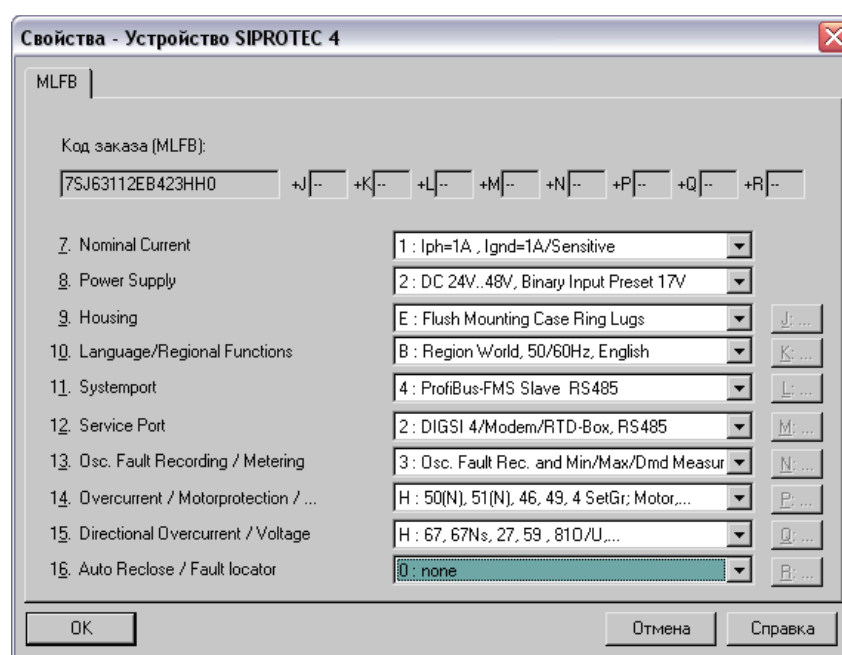 Свойства - Устройство SIPROTEC 4
MLFB
Код заказа (MLFB):
7SJ63112EB423HH0 +J -- +K -- +L -- +M -- +N -- +P -- +Q -- +R --
7. Nominal Current 1 : Iph=1A , Ignd=1A/Sensitive
8. Power Supply 2 : DC 24V..48V, Binary Input Preset 17V
9. Housing E : Flush Mounting Case Ring Lugs J: ...
10. Language/Regional Functions B : Region World, 50/60Hz, English K: ...
11. Systemport 4 : ProfiBus-FMS Slave RS485 L: ...
12. Service Port 2 : DIGSI 4/Modem/RTD-Box, RS485 M: ...
13. Osc. Fault Recording / Metering 3 : Osc. Fault Rec. and Min/Max/Dmd Measur N: ...
14. Overcurrent / Motorprotection / ... H : 50(N), 51(N), 46, 49, 4 SetGr; Motor,... P: ...
15. Directional Overcurrent / Voltage H : 67, 67Ns, 27, 59 , 81O/U,... Q: ...
16. Auto Reclose / Fault locator 0 : none R: ...
OK Отмена Справка